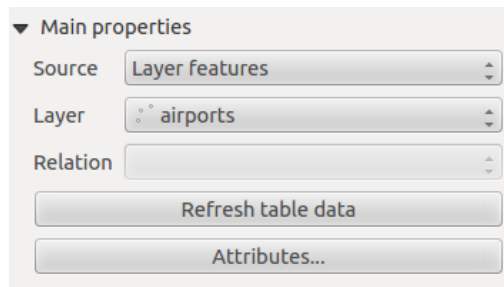 Main properties
Source Layer features
Layer airports
Relation
Refresh table data
Attributes...